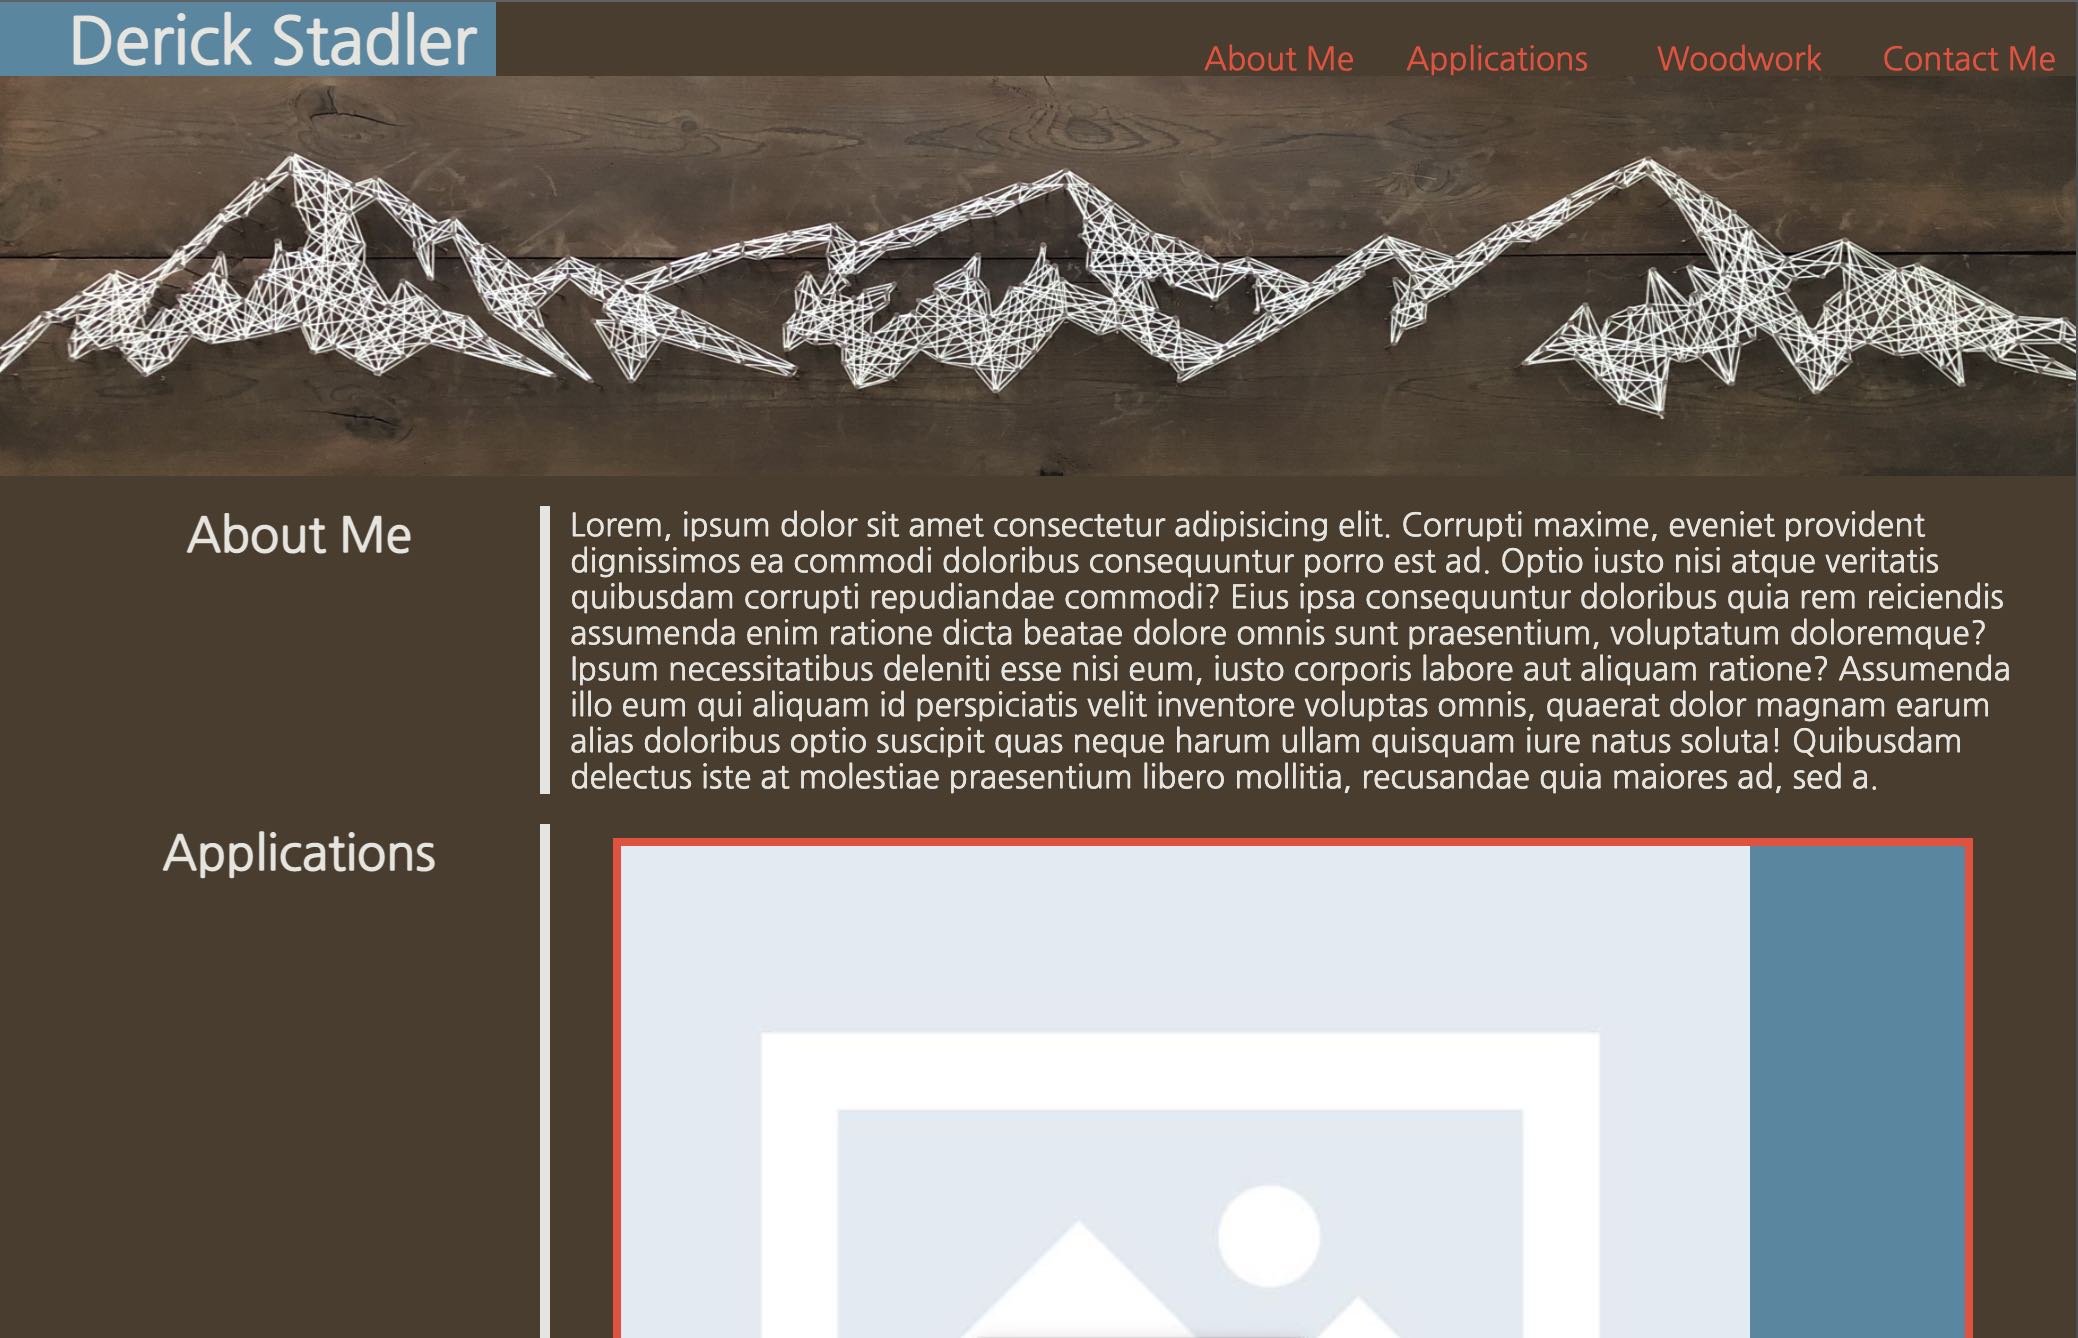 Derick Stadler
About Me
Applications
Woodwork
Contact Me
About Me
Lorem, ipsum dolor sit amet consectetur adipisicing elit. Corrupti maxime, eveniet provident
dignissimos ea commodi doloribus consequuntur porro est ad. Optio iusto nisi atque veritatis
quibusdam corrupti repudiandae commodi? Eius ipsa consequuntur doloribus quia rem reiciendis
assumenda enim ratione dicta beatae dolore omnis sunt praesentium, voluptatum doloremque?
Ipsum necessitatibus deleniti esse nisi eum, iusto corporis labore aut aliquam ratione? Assumenda
illo eum qui aliquam id perspiciatis velit inventore voluptas omnis, quaerat dolor magnam earum
alias doloribus optio suscipit quas neque harum ullam quisquam iure natus soluta! Quibusdam
delectus iste at molestiae praesentium libero mollitia, recusandae quia maiores ad, sed a.
Applications